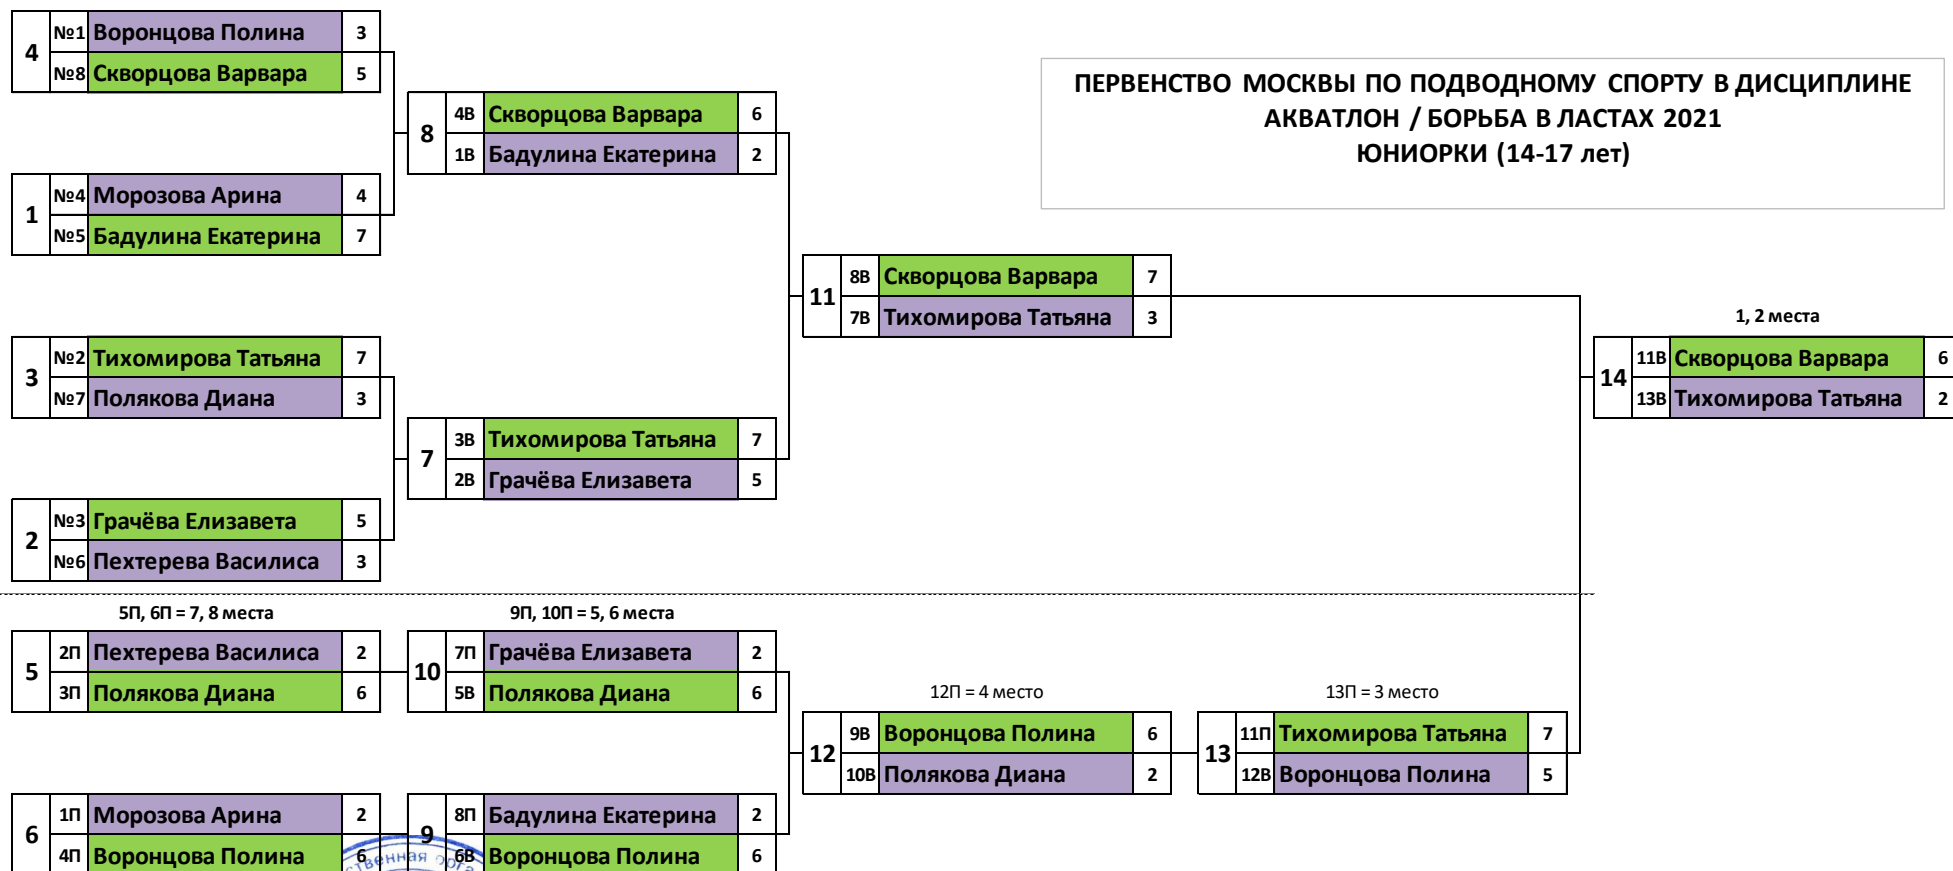 ПЕРВЕНСТВО МОСКВЫ ПО ПОДВОДНОМУ СПОРТУ В ДИСЦИПЛИНЕ
АКВАТЛОН / БОРЬБА В ЛАСТАХ 2021
ЮНИОРКИ (14-17 лет)
4
№1 Воронцова Полина 3
№8 Скворцова Варвара 5
1
№4 Морозова Арина 4
№5 Бадулина Екатерина 7
3
№2 Тихомирова Татьяна 7
№7 Полякова Диана 3
2
№3 Грачёва Елизавета 5
№6 Пехтерева Василиса 3
8
4В Скворцова Варвара 6
1В Бадулина Екатерина 2
7
3В Тихомирова Татьяна 7
2В Грачёва Елизавета 5
11
8В Скворцова Варвара 7
7В Тихомирова Татьяна 3
1, 2 места
14
11В Скворцова Варвара 6
13В Тихомирова Татьяна 2
5П, 6П = 7, 8 места
5
2П Пехтерева Василиса 2
3П Полякова Диана 6
6
1П Морозова Арина 2
4П Воронцова Полина 6
9П, 10П = 5, 6 места
10
7П Грачёва Елизавета 2
5В Полякова Диана 6
9
8П Бадулина Екатерина 2
6В Воронцова Полина 6
12П = 4 место
12
9В Воронцова Полина 6
10В Полякова Диана 2
13П = 3 место
13
11П Тихомирова Татьяна 7
12В Воронцова Полина 5